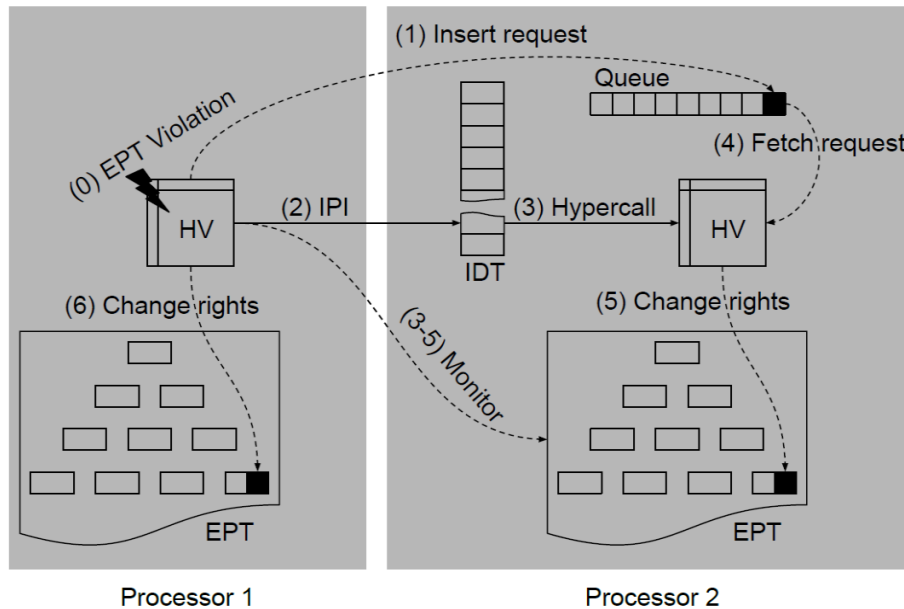 (1) Insert request
Queue
(0) EPT Violation
(4) Fetch request
HV
(2) IPI
(3) Hypercall
HV
IDT
(6) Change rights
(3-5) Monitor
(5) Change rights
EPT
EPT
Processor 1
Processor 2